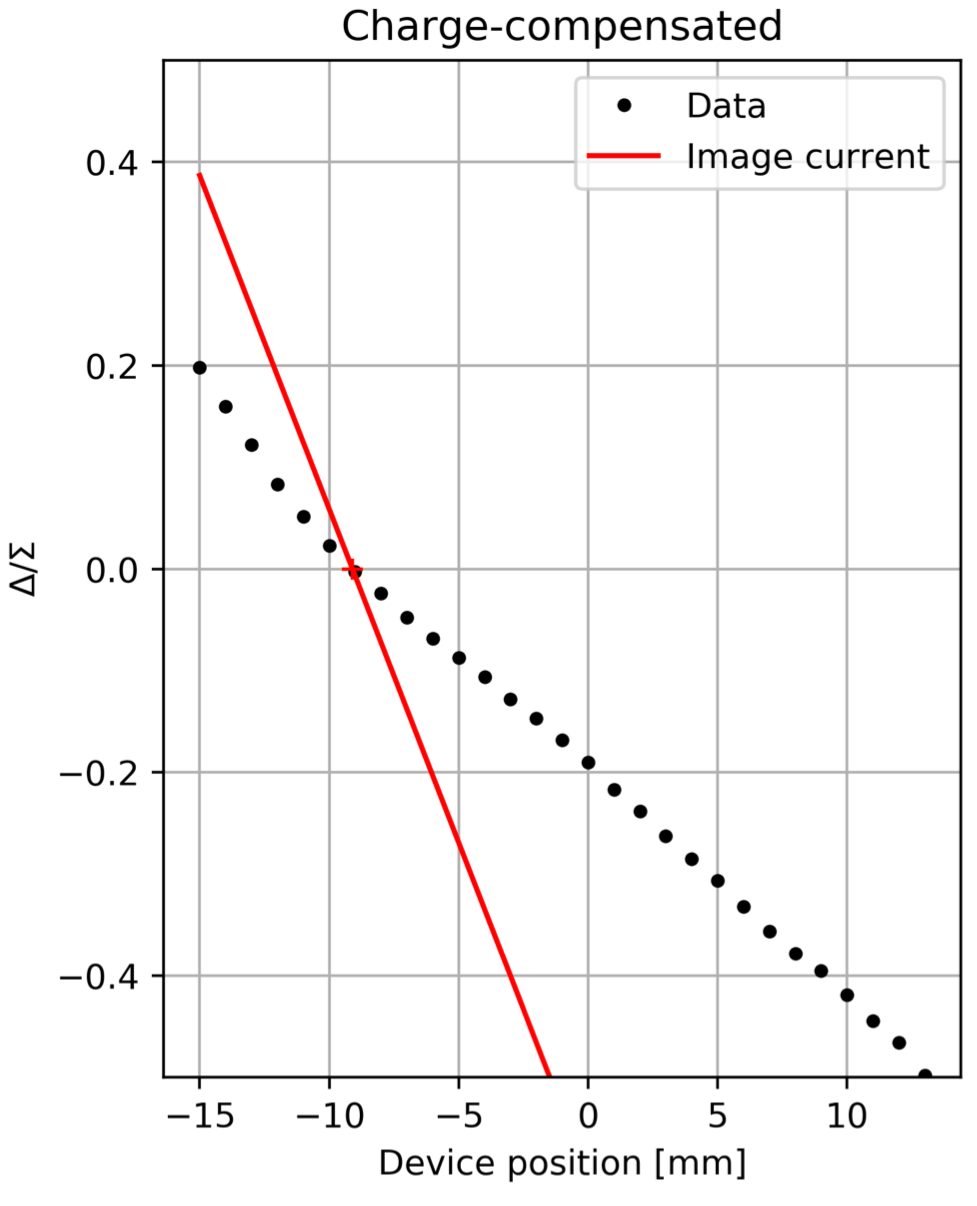 Charge-compensated
Data
Image current
Δ/Σ
0.4
0.2
0.0
−0.2
−0.4
−15
−10
−5
0
5
10
Device position [mm]